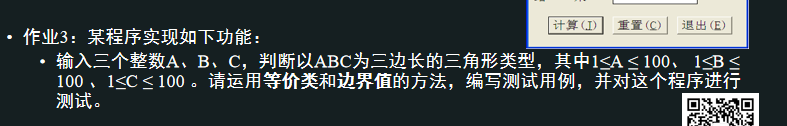 计算(J) 重置(C) 退出(E)
• 作业3：某程序实现如下功能：
• 输入三个整数A、B、C，判断以ABC为三边长的三角形类型，其中1≤A ≤ 100、 1≤B ≤
100 、1≤C ≤ 100 。请运用等价类和边界值的方法，编写测试用例，并对这个程序进行
测试。